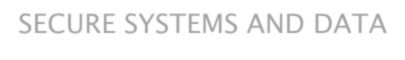 SECURE SYSTEMS AND DATA